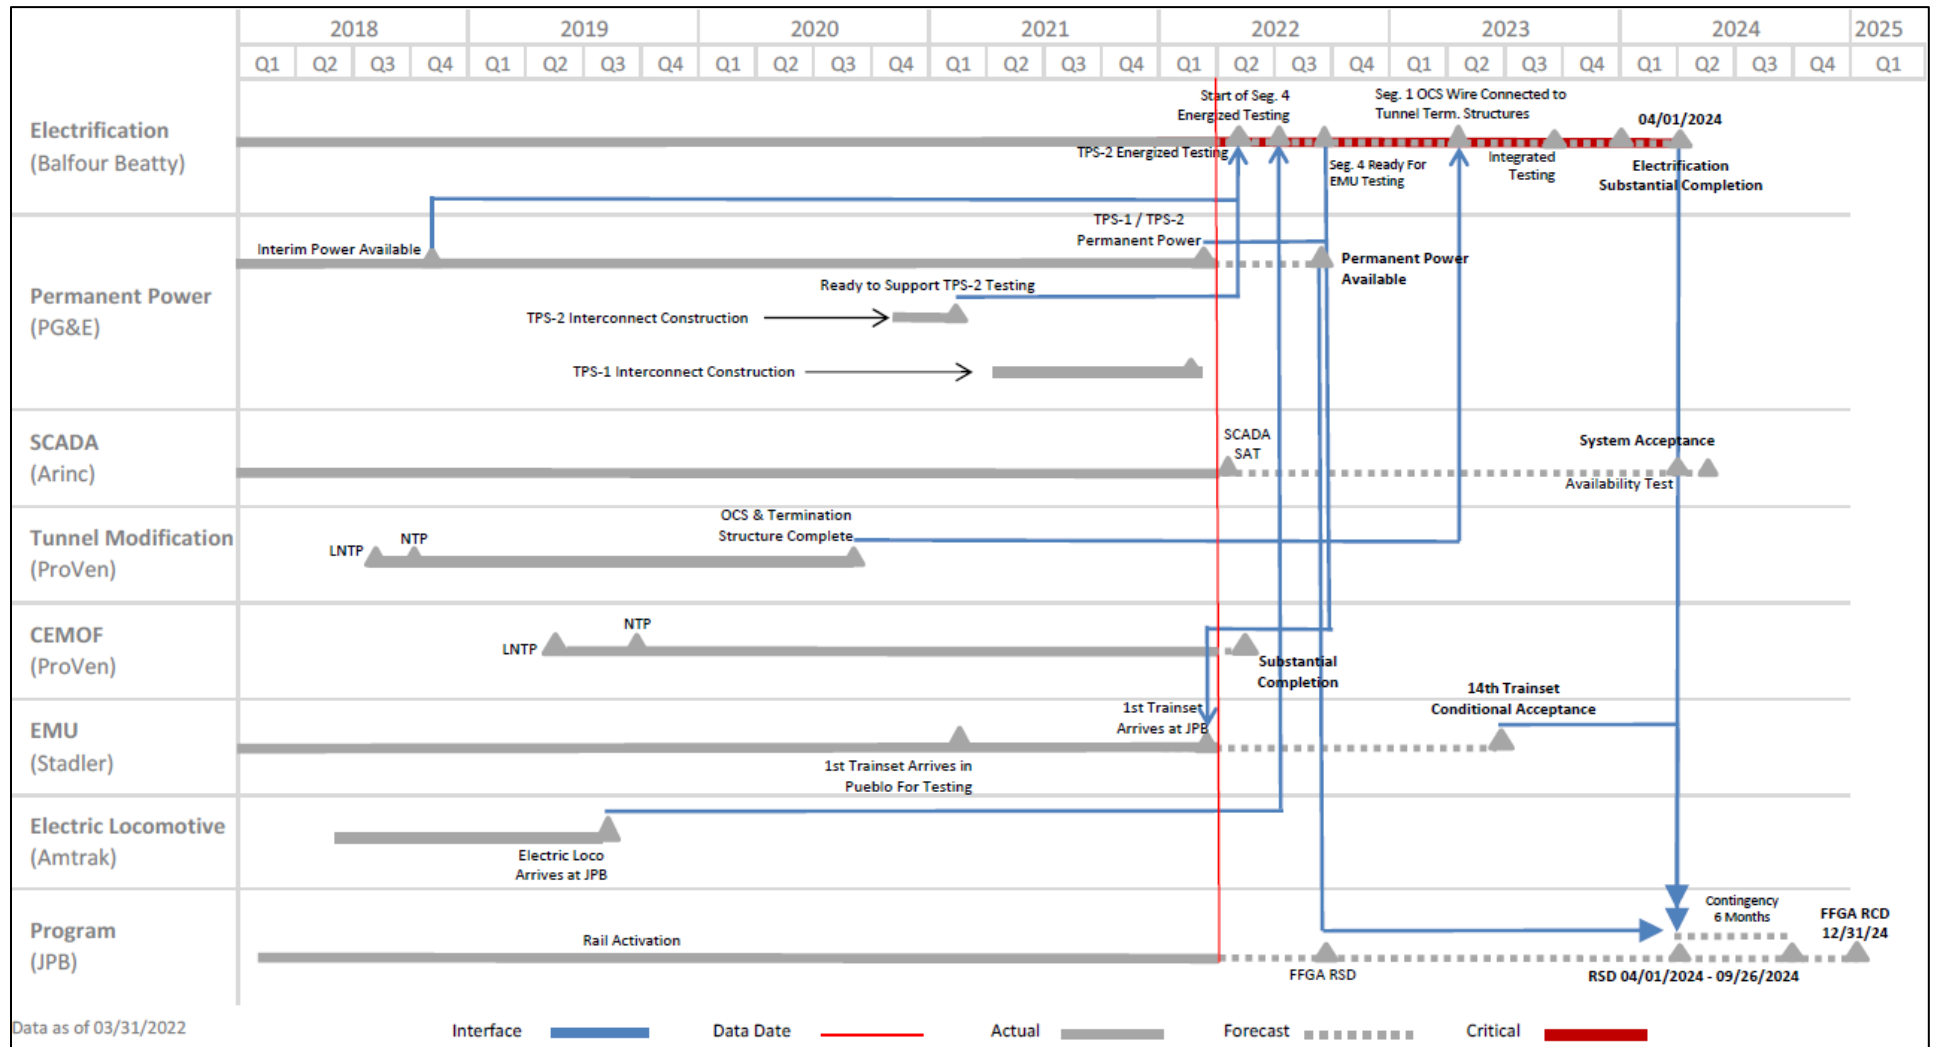 2018 2019 2020 2021 2022 2023 2024 2025
Q1 Q2 Q3 Q4 Q1 Q2 Q3 Q4 Q1 Q2 Q3 Q4 Q1 Q2 Q3 Q4 Q1 Q2 Q3 Q4 Q1 Q2 Q3 Q4 Q1 Q2 Q3 Q4 Q1
Electrification
(Balfour Beatty)
Start of Seg. 4
Energized Testing
TPS-2 Energized Testing
Seg. 4 Ready For
EMU Testing
Seg. 1 OCS Wire Connected to
Tunnel Term. Structures
Integrated
Testing
04/01/2024
Electrification
Substantial Completion
Permanent Power
(PG&E)
Interim Power Available
TPS-1 / TPS-2
Permanent Power
Permanent Power
Available
Ready to Support TPS-2 Testing
TPS-2 Interconnect Construction
TPS-1 Interconnect Construction
SCADA
(Arinc)
SCADA
SAT
System Acceptance
Availability Test
Tunnel Modification
(ProVen)
LNTP
NTP
OCS & Termination
Structure Complete
CEMOF
(ProVen)
LNTP
NTP
Substantial
Completion
EMU
(Stadler)
1st Trainset Arrives in
Pueblo For Testing
1st Trainset
Arrives at JPB
14th Trainset
Conditional Acceptance
Electric Locomotive
(Amtrak)
Electric Loco
Arrives at JPB
Program
(JPB)
Rail Activation
FFGA RSD
Contingency
6 Months
FFGA RCD
12/31/24
RSD 04/01/2024 - 09/26/2024
Data as of 03/31/2022
Interface Data Date Actual Forecast Critical